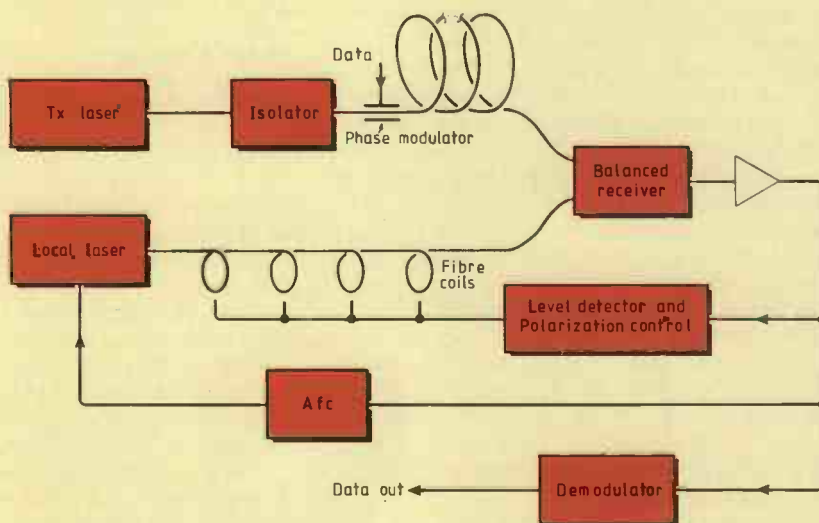 Data
Tx laser
Isolator
Phase modulator
Balanced
receiver
Local laser
Fibre
coils
Level detector and
Polarization control
Afc
Data out
Demodulator